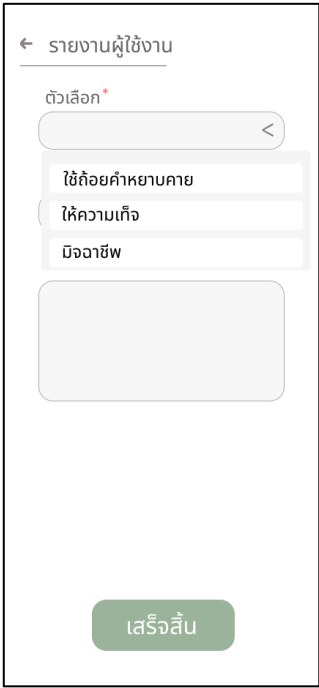 ← รายงานผู้ใช้งาน
ตัวเลือก*
<
ใช้ถ้อยคำหยาบคาย
ให้ความเท็จ
มิจฉาชีพ
เสร็จสิ้น